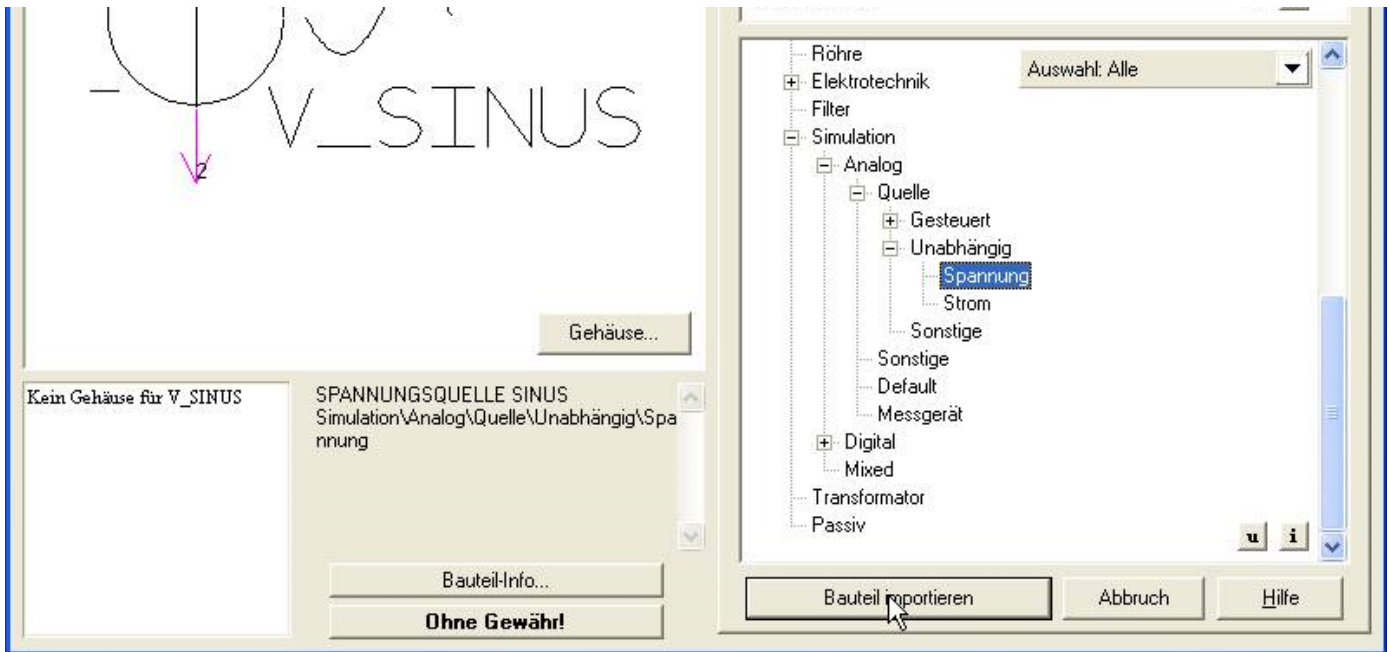 V_SINUS
2
Gehäuse...
Kein Gehäuse für V_SINUS
SPANNUNGSQUELLE SINUS
Simulation\Analog\Quelle\Unabhängig\Spa
nnung
Bauteil-Info...
Ohne Gewähr!
Auswahl: Alle
Röhre
Elektrotechnik
Filter
Simulation
Analog
Quelle
Gesteuert
Unabhängig
Spannung
Strom
Sonstige
Sonstige
Default
Messgerät
Digital
Mixed
Transformator
Passiv
u i
Bauteil importieren
Abbruch
Hilfe